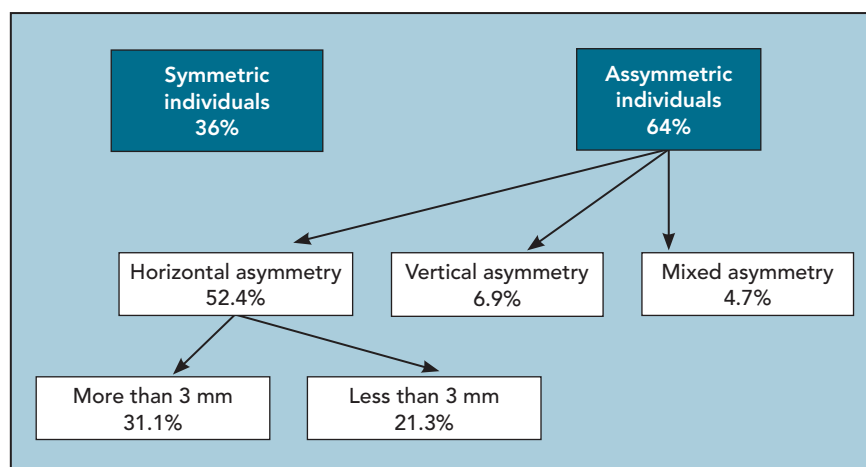 Symmetric
individuals
36%
Assymmetric
individuals
64%
Horizontal asymmetry
52.4%
Vertical asymmetry
6.9%
Mixed asymmetry
4.7%
More than 3 mm
31.1%
Less than 3 mm
21.3%